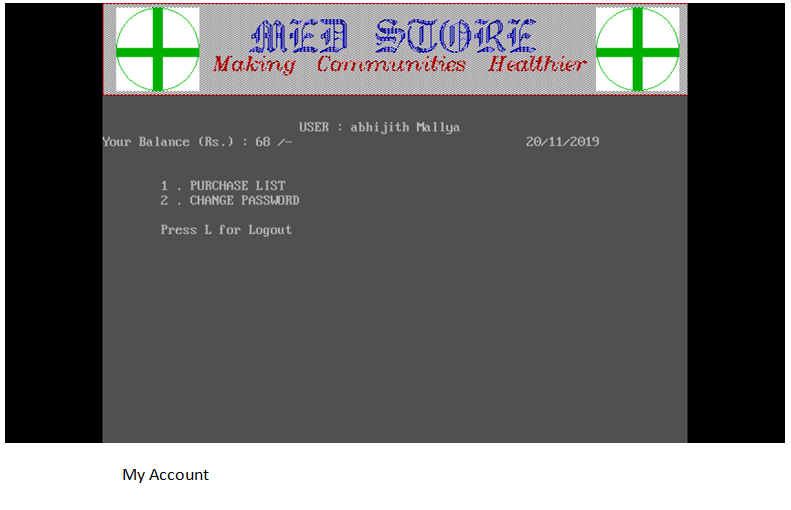 MED STORE
Making Communities Healthier
USER : abhijith Mallya
Your Balance (Rs.) : 68 /-
20/11/2019
1 . PURCHASE LIST
2 . CHANGE PASSWORD
Press L for Logout
My Account